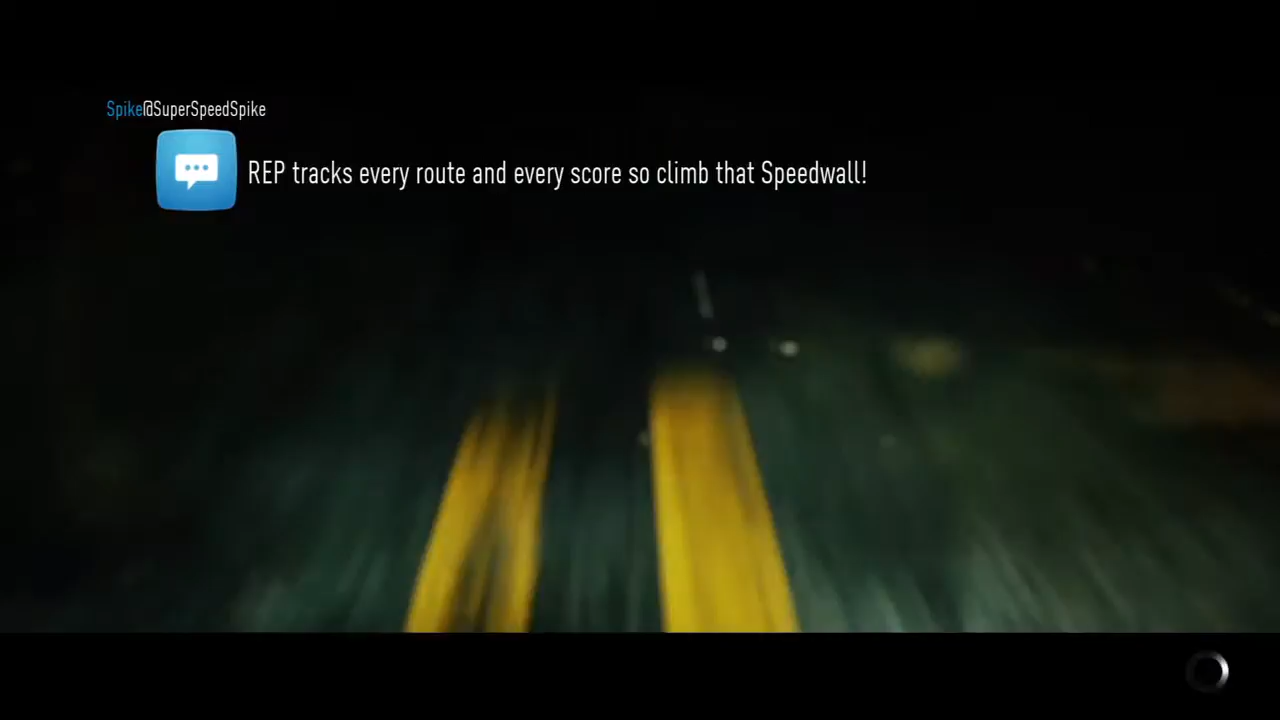 Spike@SuperSpeedSpike
REP tracks every route and every score so climb that Speedwall!